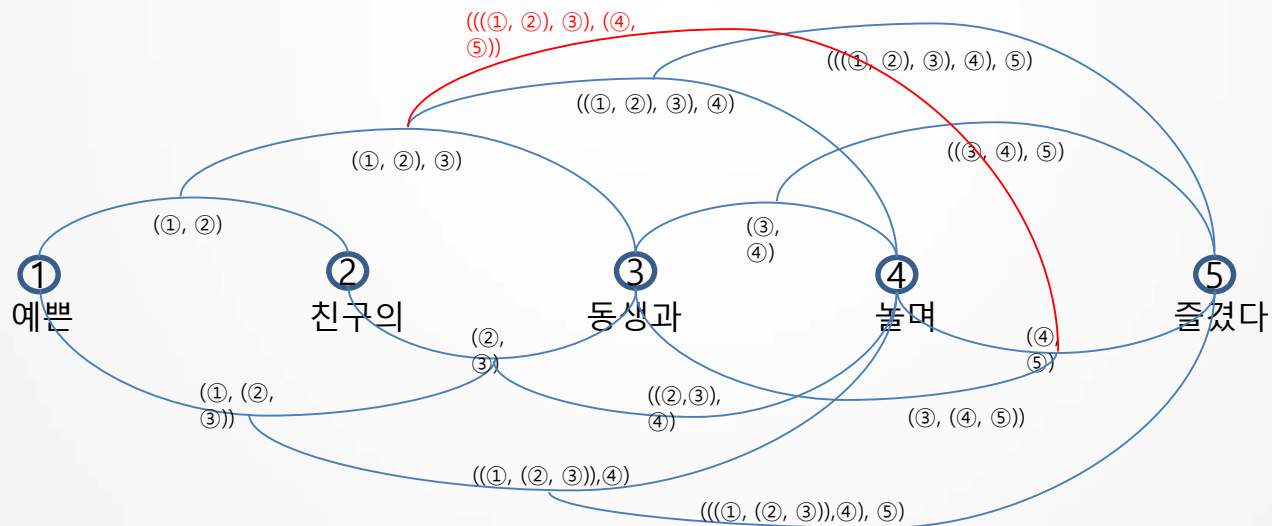 (((①, ②), ③), (④,
⑤))
((((①, ②), ③), ④), ⑤)
(((①, ②), ③), ④)
((①, ②), ③)
((③, ④), ⑤)
(①, ②)
(③,
④)
1
2
3
4
5
예쁜
친구의
동생과
놀며
즐겼다
(②,
③)
(④,
⑤)
(①, (②,
③))
((②,③),
④)
(③, (④, ⑤))
((①, (②, ③)),④)
(((①, (②, ③)),④), ⑤)